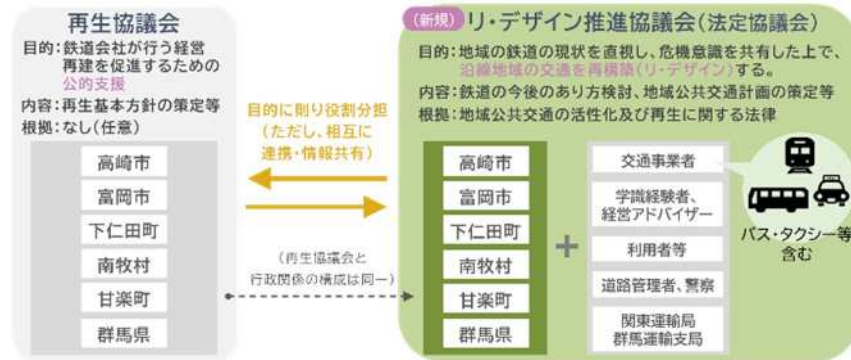 再生協議会
目的：鉄道会社が行う経営
再建を促進するための
公的支援
内容：再生基本方針の策定等
根拠：なし(任意)
高崎市
富岡市
下仁田町
南牧村
甘楽町
群馬県
目的に則り役割分担
(ただし、相互に
連携・情報共有)
(再生協議会と
行政関係の構成は同一)
(新規)リ・デザイン推進協議会(法定協議会)
目的：地域の鉄道の現状を直視し、危機意識を共有した上で、
沿線地域の交通を再構築(リ・デザイン)する。
内容：鉄道の今後のあり方検討、地域公共交通計画の策定等
根拠：地域公共交通の活性化及び再生に関する法律
高崎市
富岡市
下仁田町
南牧村
甘楽町
群馬県
+
交通事業者
学識経験者、
経営アドバイザー
利用者等
道路管理者、警察
関東運輸局
群馬運輸支局
バス・タクシー等
含む